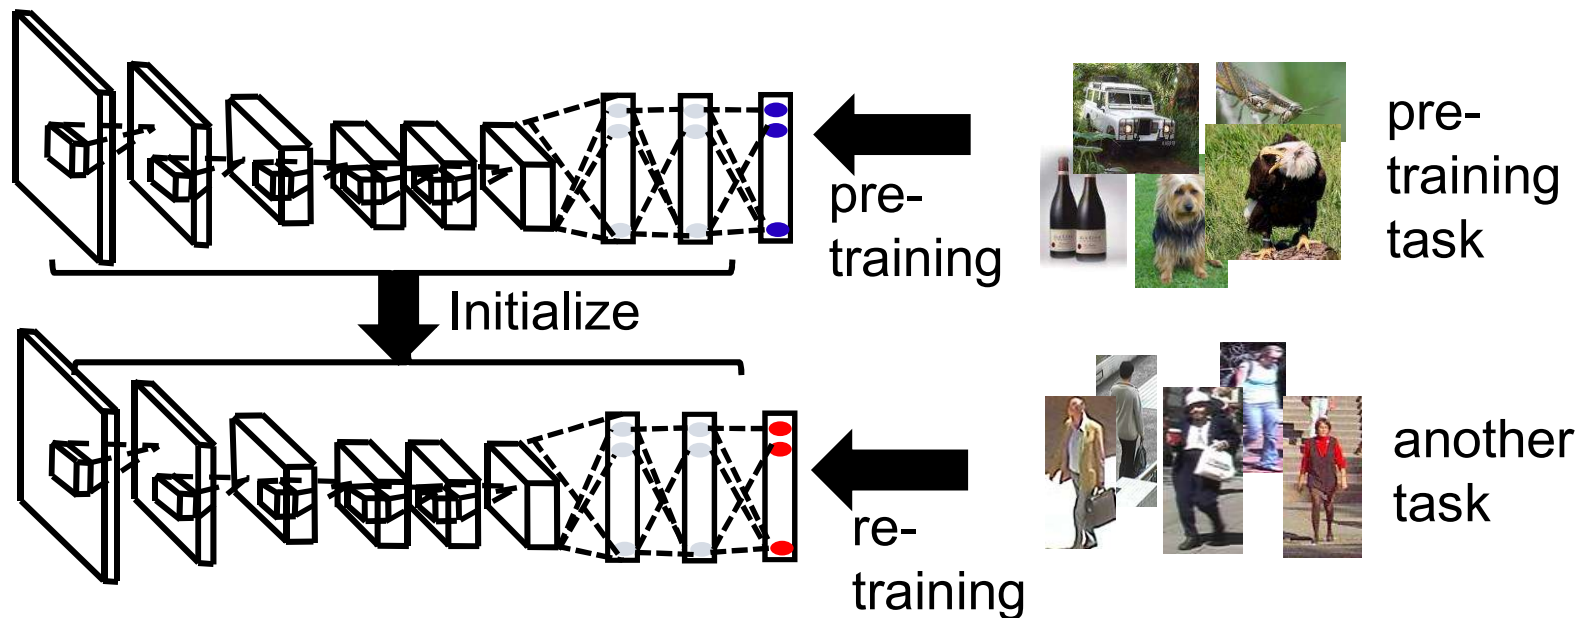 pre-
training
pre-
training
task
Initialize
re-
training
another
task